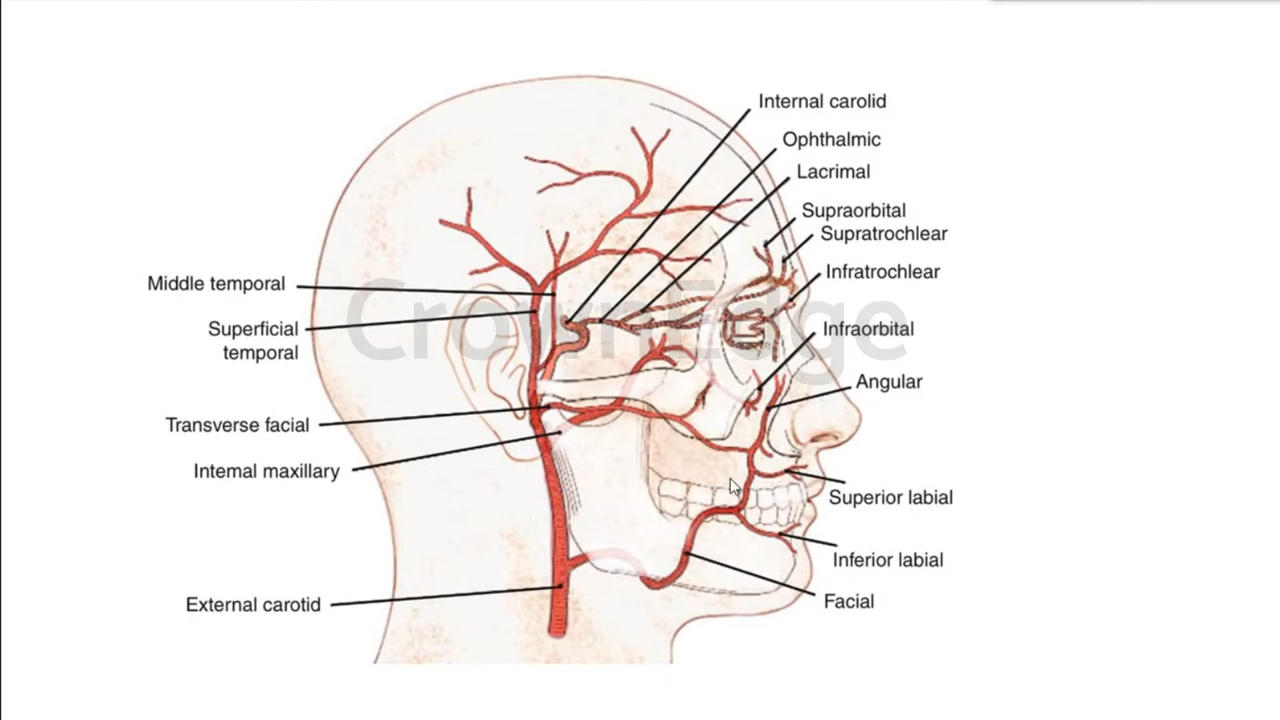 Internal carolid
Ophthalmic
Lacrimal
Supraorbital
Supratrochlear
Infratrochlear
Middle temporal
Superficial
temporal
CrownEdge
Infraorbital
Angular
Transverse facial
Intemal maxillary
Superior labial
Inferior labial
External carotid
Facial